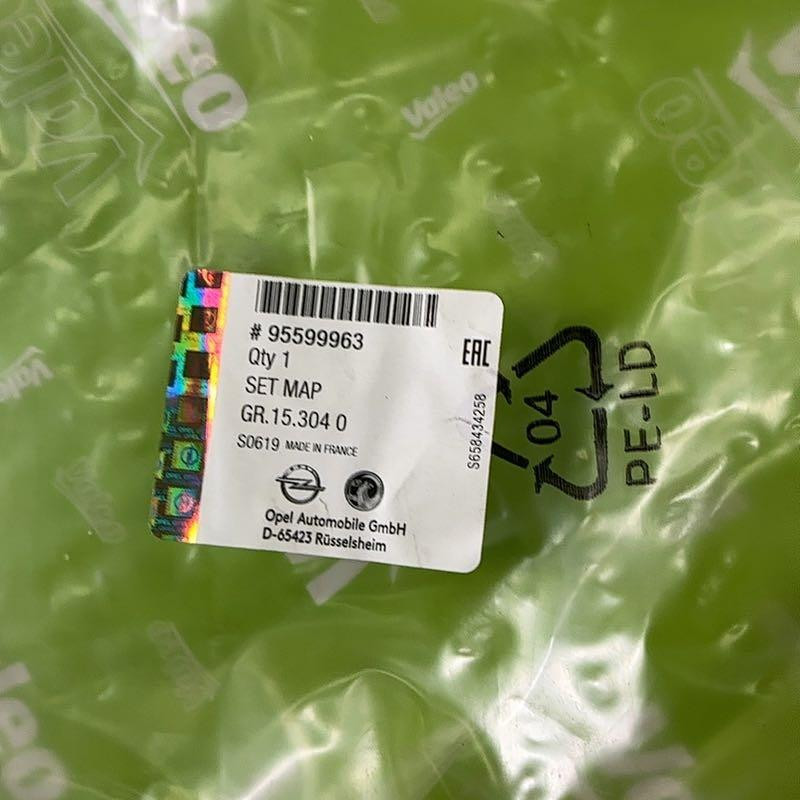 Valeo
Valeo
# 95599963
Qty 1
SET MAP
GR.15.304 0
S0619 MADE IN FRANCE
Opel Automobile GmbH
D-65423 Rüsselsheim
EAC
S658434258
04
PE-LD